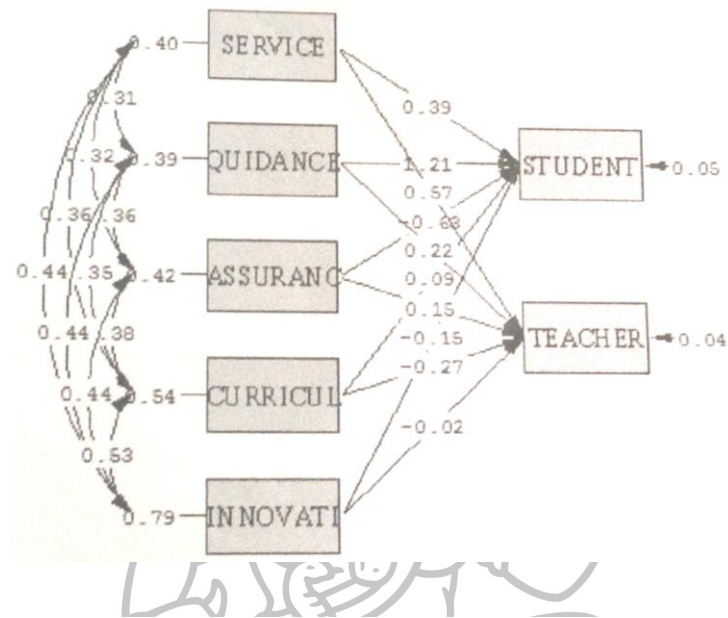 0.40 SERVICE
0.31
0.39
0.32 0.39 QUIDANCE 1.21 STUDENT 0.05
0.57
0.36 .36 -0.63
0.22
0.44 .35 0.42 ASSURANC 0.09
0.15
0.44 .38 -0.15 TEACHER 0.04
-0.27
0.44 0.54 CURRICUL
-0.02
0.53
0.79 INNOVATI